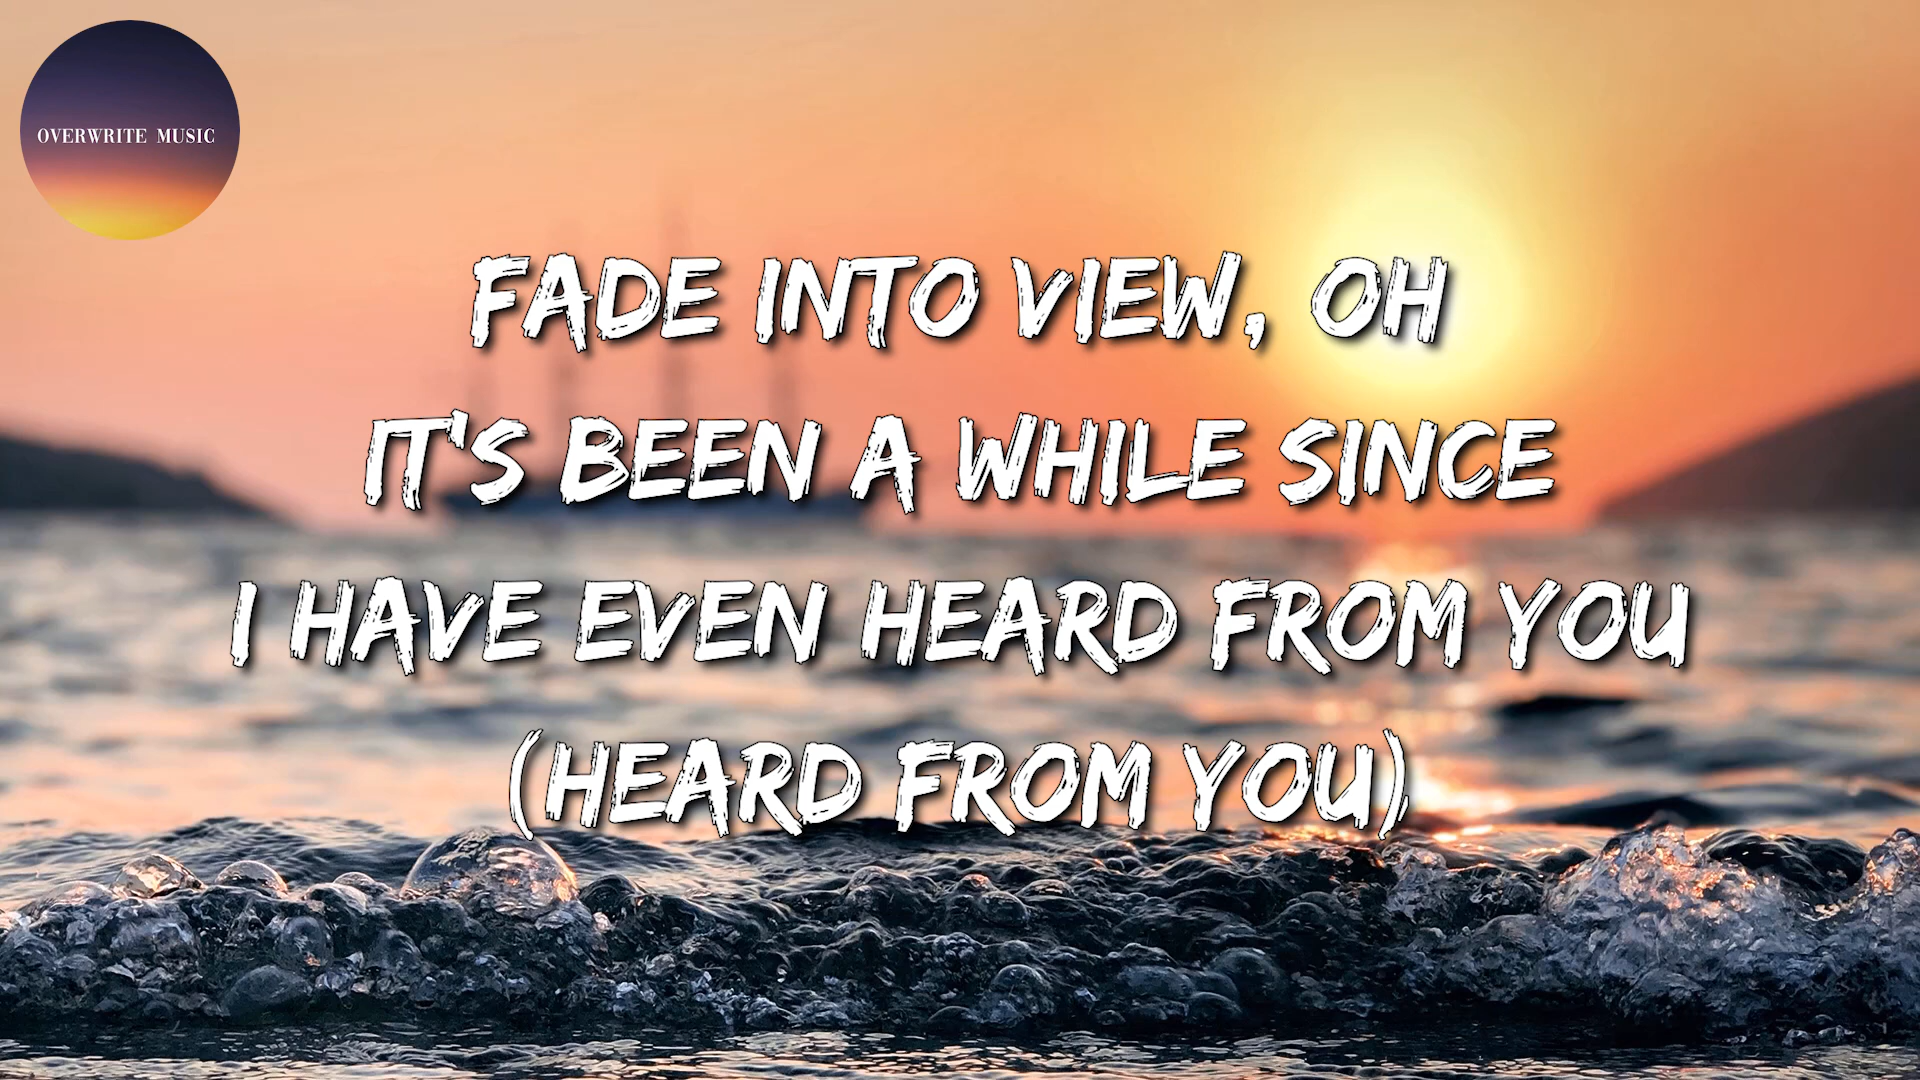 OVERWRITE MUSIC
FADE INTO VIEW, OH
IT'S BEEN A WHILE SINCE
I HAVE EVEN HEARD FROM YOU
(HEARD FROM YOU)